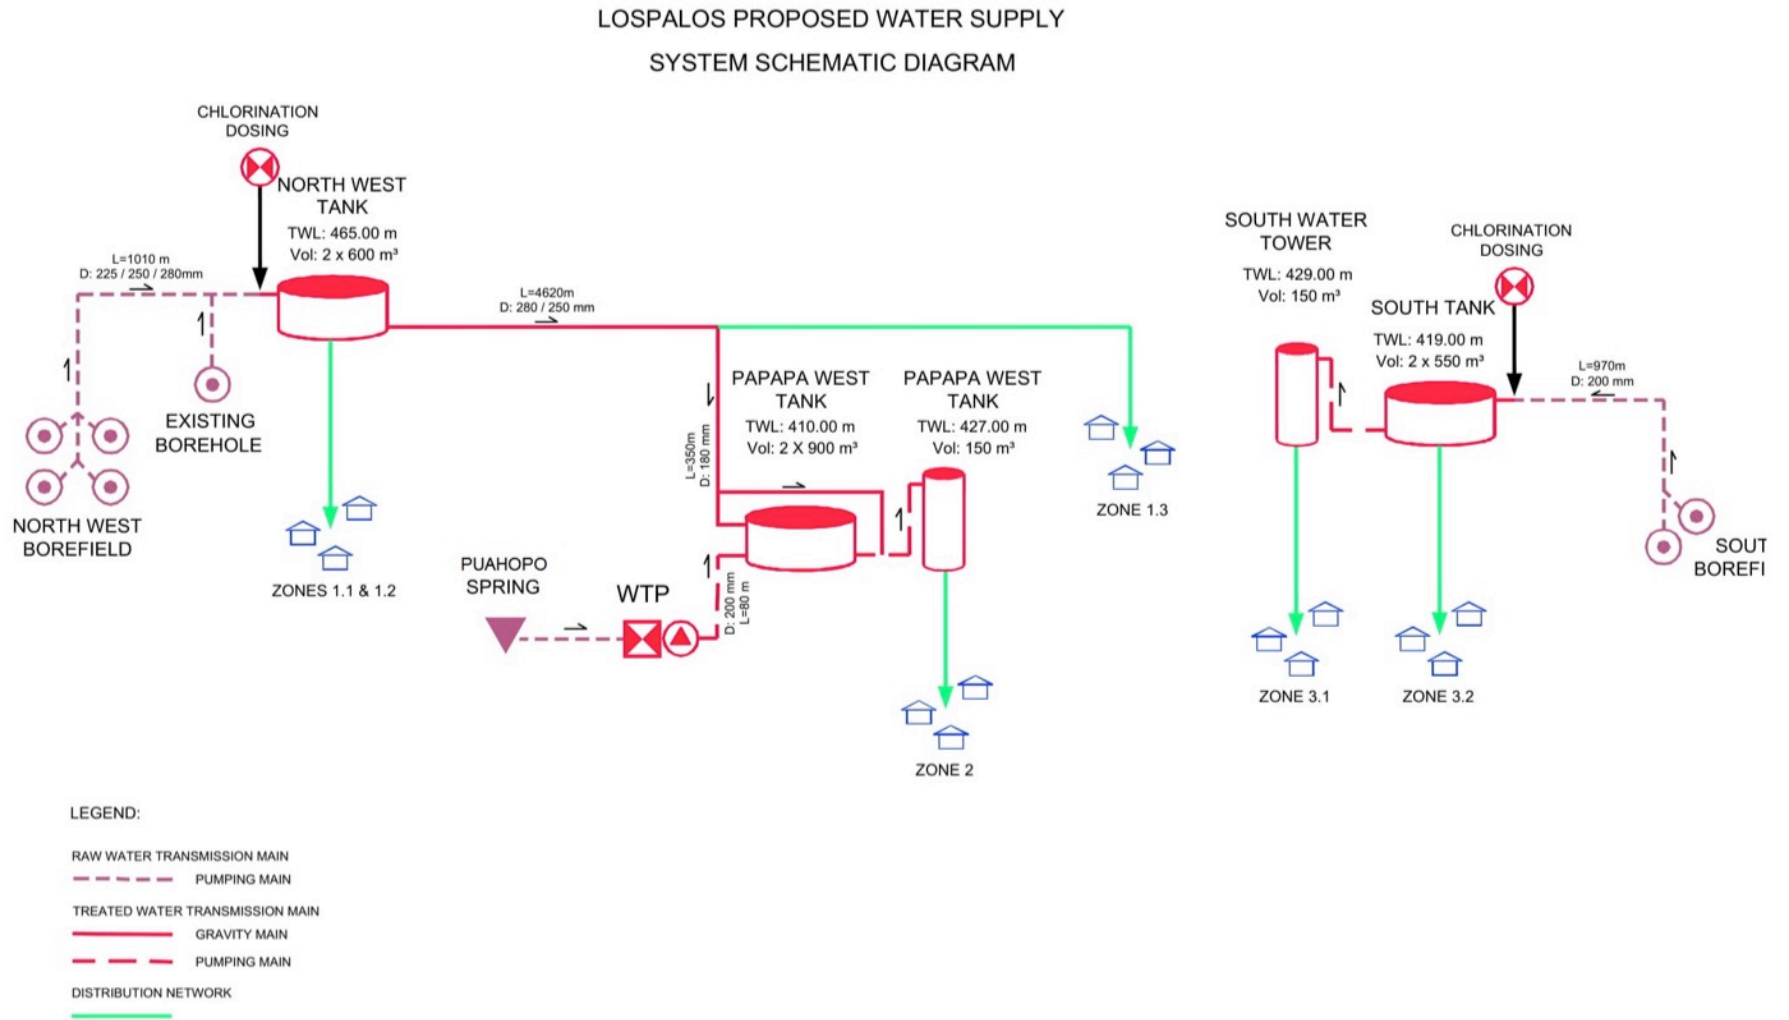 LOSPALOS PROPOSED WATER SUPPLY
SYSTEM SCHEMATIC DIAGRAM
CHLORINATION
DOSING
NORTH WEST
TANK
TWL: 465.00 m
Vol: 2 x 600 m³
L=1010 m
D: 225 / 250 / 280mm
EXISTING
BOREHOLE
NORTH WEST
BOREFIELD
ZONES 1.1 & 1.2
L=4620m
D: 280 / 250 mm
L=350m
D: 180 mm
PAPAPA WEST
TANK
TWL: 410.00 m
Vol: 2 X 900 m³
PAPAPA WEST
TANK
TWL: 427.00 m
Vol: 150 m³
PUAHOPO
SPRING
WTP
D: 200 mm
L=80 m
ZONE 2
ZONE 1.3
SOUTH WATER
TOWER
TWL: 429.00 m
Vol: 150 m³
CHLORINATION
DOSING
SOUTH TANK
TWL: 419.00 m
Vol: 2 x 550 m³
L=970m
D: 200 mm
SOUT
BOREFI
ZONE 3.1
ZONE 3.2
LEGEND:
RAW WATER TRANSMISSION MAIN
PUMPING MAIN
TREATED WATER TRANSMISSION MAIN
GRAVITY MAIN
PUMPING MAIN
DISTRIBUTION NETWORK